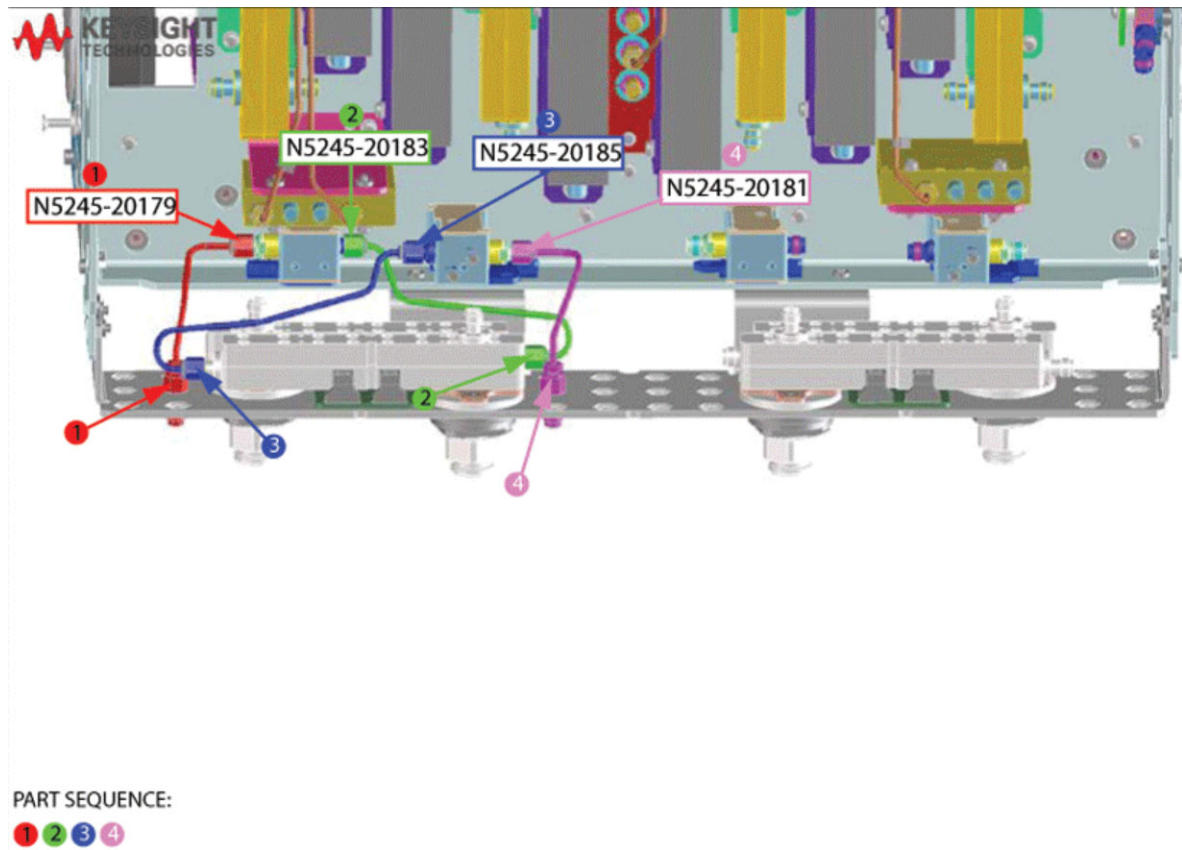 KEYSIGHT
TECHNOLOGIES
2
3
N5245-20183
N5245-20185
4
1
N5245-20181
N5245-20179
2
1
3
4
PART SEQUENCE:
1 2 3 4